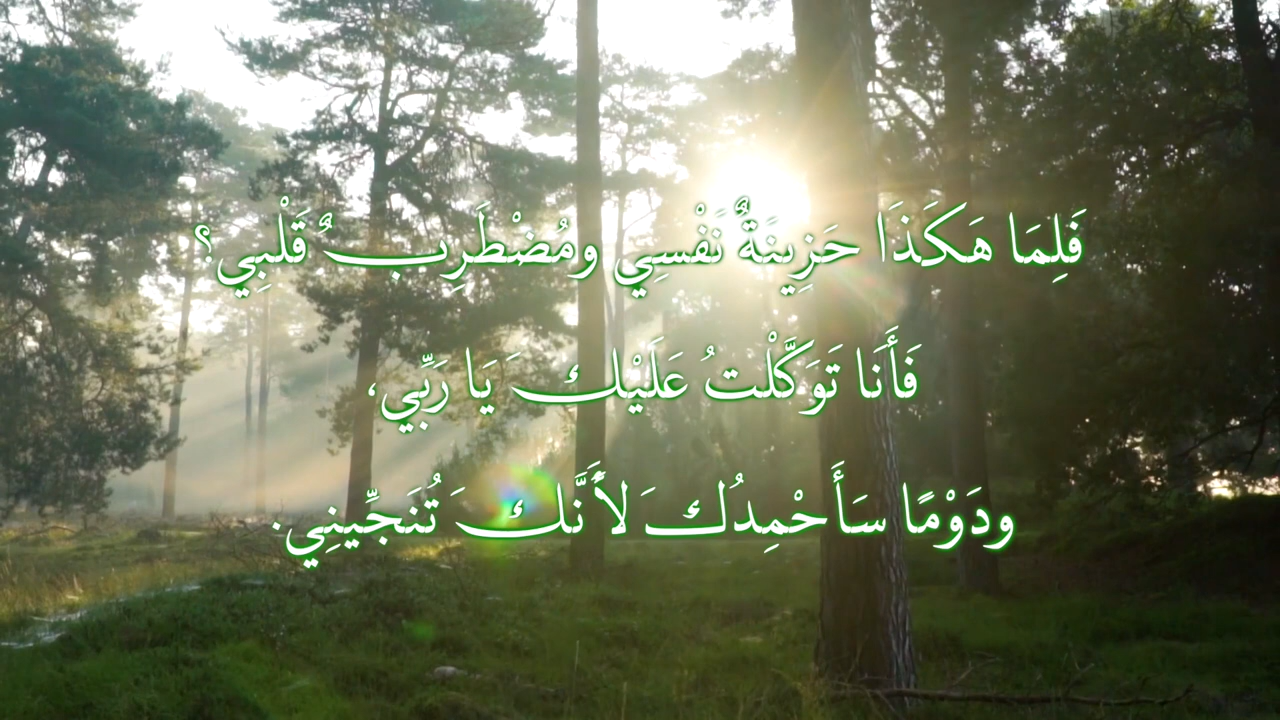 فَلِمَا هَكَذَا حَزِينَةٌ نَفْسِي ومُضْطَرِبٌ قَلْبِي؟
فَأَنَا تَوَكَّلْتُ عَلَيْكَ يَا رَبِّي،
ودَوْمًا سَأَحْمِدُكَ لأَنَّكَ تُنَجِّينِي.